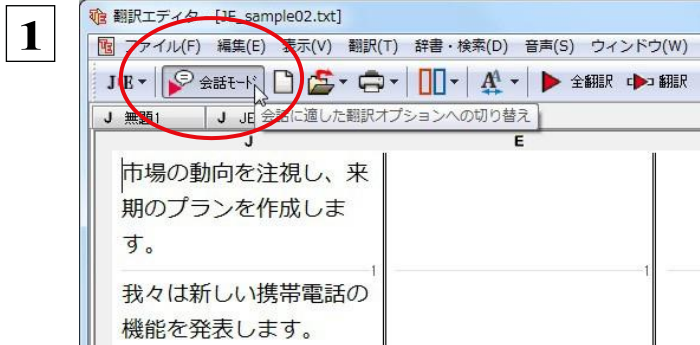 1
翻訳エディタ - [JE_sample02.txt]
ファイル(F) 編集(E) 表示(V) 翻訳(T) 辞書・検索(D) 音声(S) ウィンドウ(W)
J/E 会話モード 全翻訳 翻訳
J 無題1 J JE 会話に適した翻訳オプションへの切り替え
J E
市場の動向を注視し、来
期のプランを作成しま
す。
1 1
我々は新しい携帯電話の
機能を発表します。